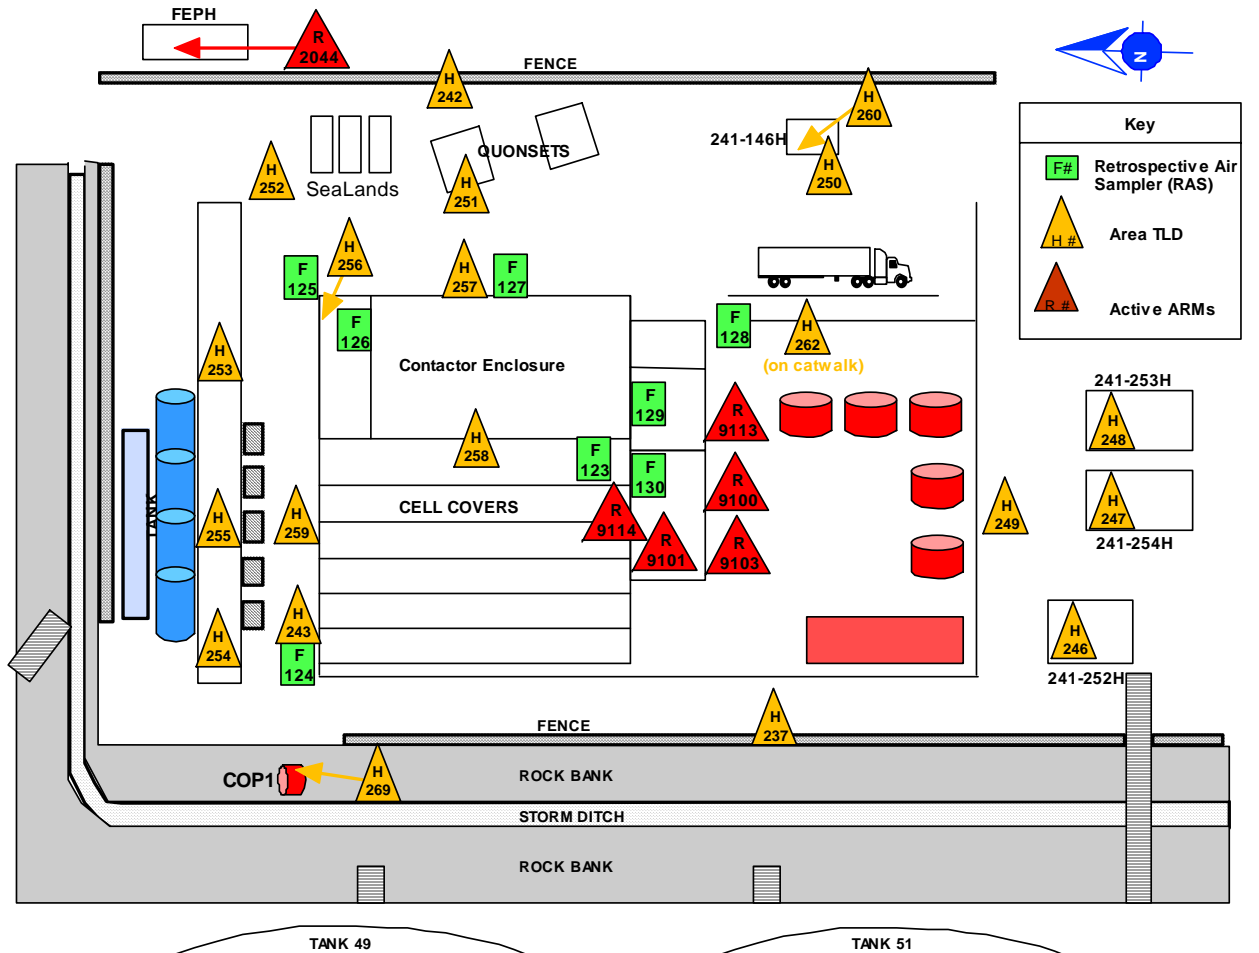 FEPH
R
2044
FENCE
H
242
H
260
N
Key
F#
Retrospective Air
Sampler (RAS)
H #
Area TLD
R #
Active ARMs
241-146H
H
250
QUONSETS
H
252
SeaLands
H
251
H
256
F
125
H
257
F
127
F
126
F
128
H
262
(on catwalk)
H
253
Contactor Enclosure
241-253H
F
129
R
9113
H
248
H
258
F
123
F
130
R
9100
TANK
H
255
H
259
CELL COVERS
R
9114
R
9101
R
9103
H
249
H
247
241-254H
H
243
H
254
F
124
H
246
241-252H
FENCE
H
237
COP1
H
269
ROCK BANK
STORM DITCH
ROCK BANK
TANK 49
TANK 51